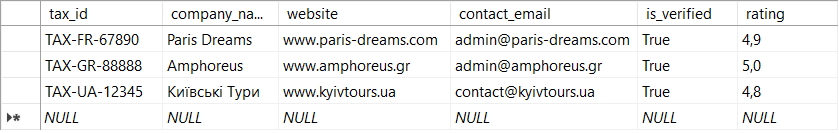 tax_id company_na... website contact_email is_verified rating
TAX-FR-67890 Paris Dreams www.paris-dreams.com admin@paris-dreams.com True 4,9
TAX-GR-88888 Amphoreus www.amphoreus.gr admin@amphoreus.gr True 5,0
TAX-UA-12345 Київські Тури www.kyivtours.ua contact@kyivtours.ua True 4,8
NULL NULL NULL NULL NULL NULL